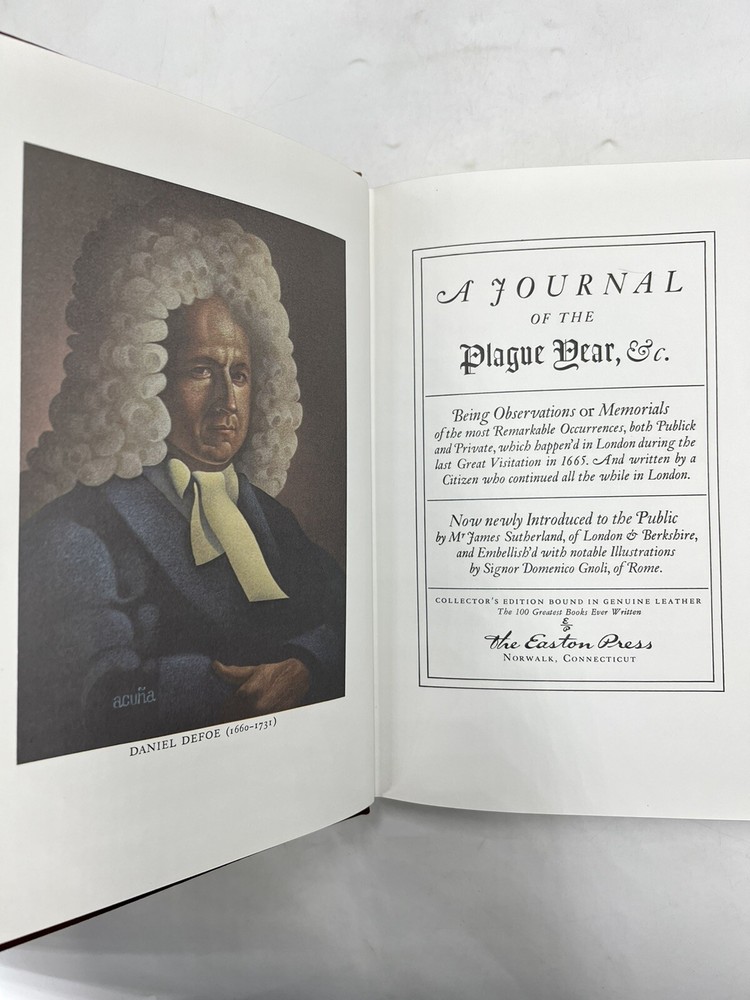 acuña
DANIEL DEFOE (1660-1731)
A JOURNAL
OF THE
Plague Year, &c.
Being Observations or Memorials
of the most Remarkable Occurrences, both Publick
and Private, which happen'd in London during the
last Great Visitation in 1665. And written by a
Citizen who continued all the while in London.
Now newly Introduced to the Public
by Mr James Sutherland, of London & Berkshire,
and Embellish'd with notable Illustrations
by Signor Domenico Gnoli, of Rome.
COLLECTOR'S EDITION BOUND IN GENUINE LEATHER
The 100 Greatest Books Ever Written
The Easton Press
NORWALK, CONNECTICUT